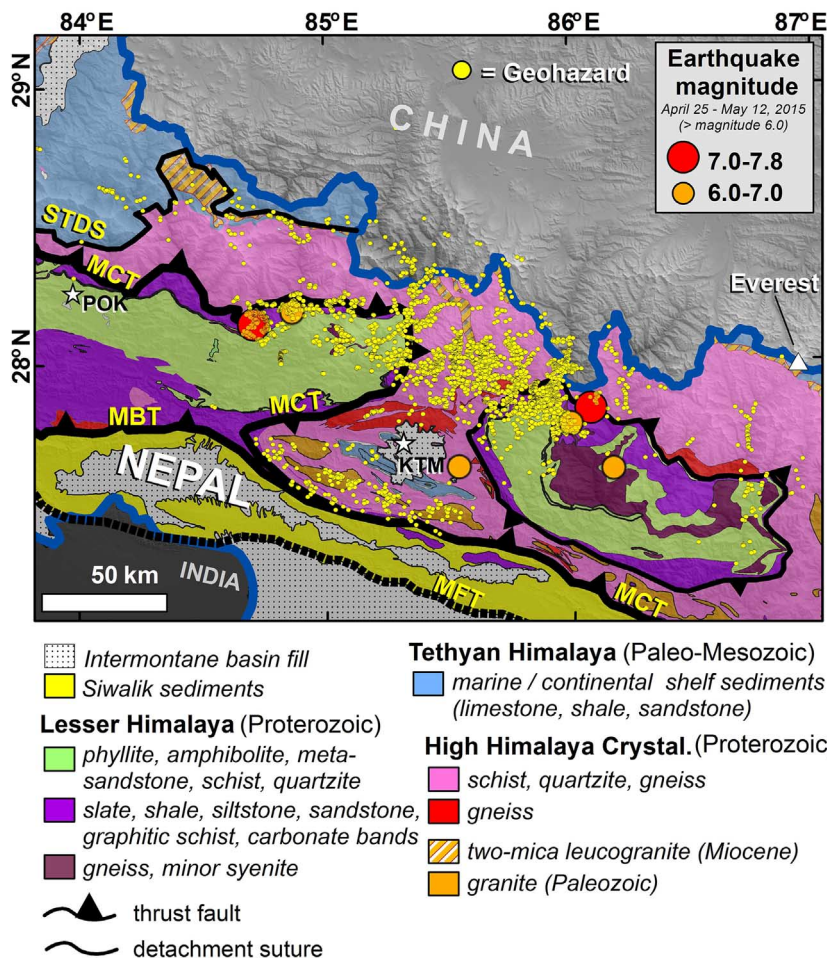 84°E 85°E 86°E 87°E
29°N
28°N
= Geohazard
CHINA
Earthquake
magnitude
April 25 - May 12, 2015
(> magnitude 6.0)
7.0-7.8
6.0-7.0
STDS
MCT
POK
Everest
MBT
MCT
KTM
NEPAL
INDIA
50 km
MFT
MCT
Intermontane basin fill
Siwalik sediments
Lesser Himalaya (Proterozoic)
phyllite, amphibolite, meta-
sandstone, schist, quartzite
slate, shale, siltstone, sandstone,
graphitic schist, carbonate bands
gneiss, minor syenite
thrust fault
detachment suture
Tethyan Himalaya (Paleo-Mesozoic)
marine / continental shelf sediments
(limestone, shale, sandstone)
High Himalaya Crystal. (Proterozoic
schist, quartzite, gneiss
gneiss
two-mica leucogranite (Miocene)
granite (Paleozoic)